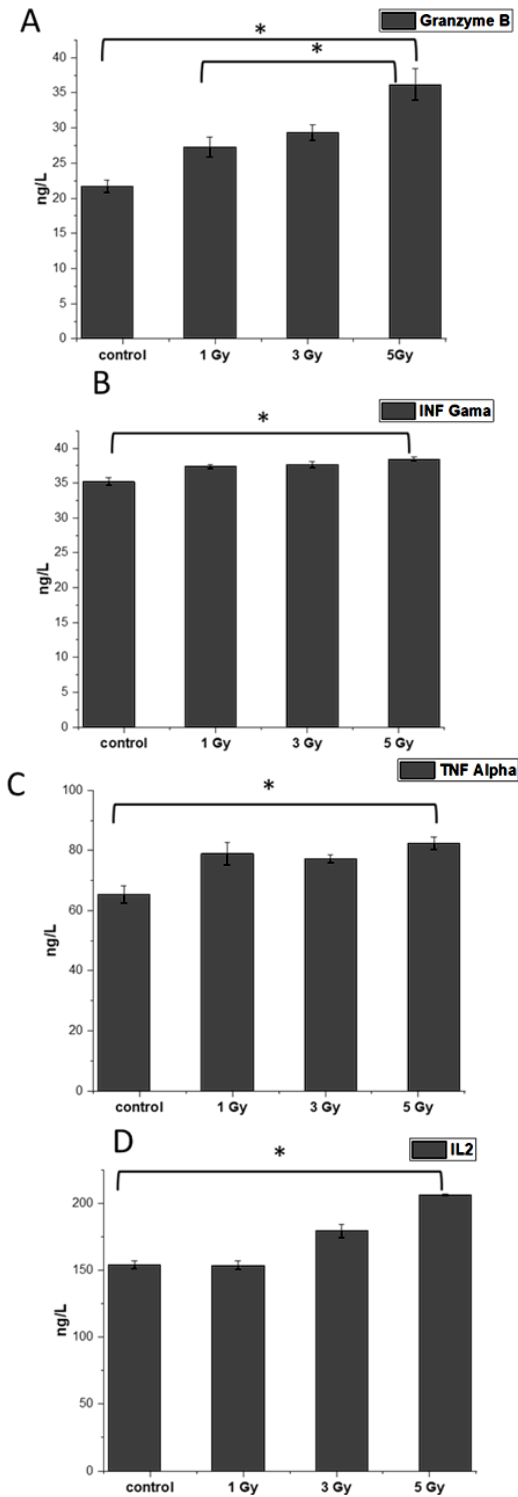 A
Granzyme B
*
*
40
35
30
25
20
15
10
5
0
ng/L
control 1 Gy 3 Gy 5Gy
B
INF Gama
*
40
35
30
25
20
15
10
5
0
ng/L
control 1 Gy 3 Gy 5 Gy
C
TNF Alpha
*
100
80
60
40
20
0
ng/L
control 1 Gy 3 Gy 5 Gy
D
IL2
*
200
150
100
50
0
ng/L
control 1 Gy 3 Gy 5 Gy